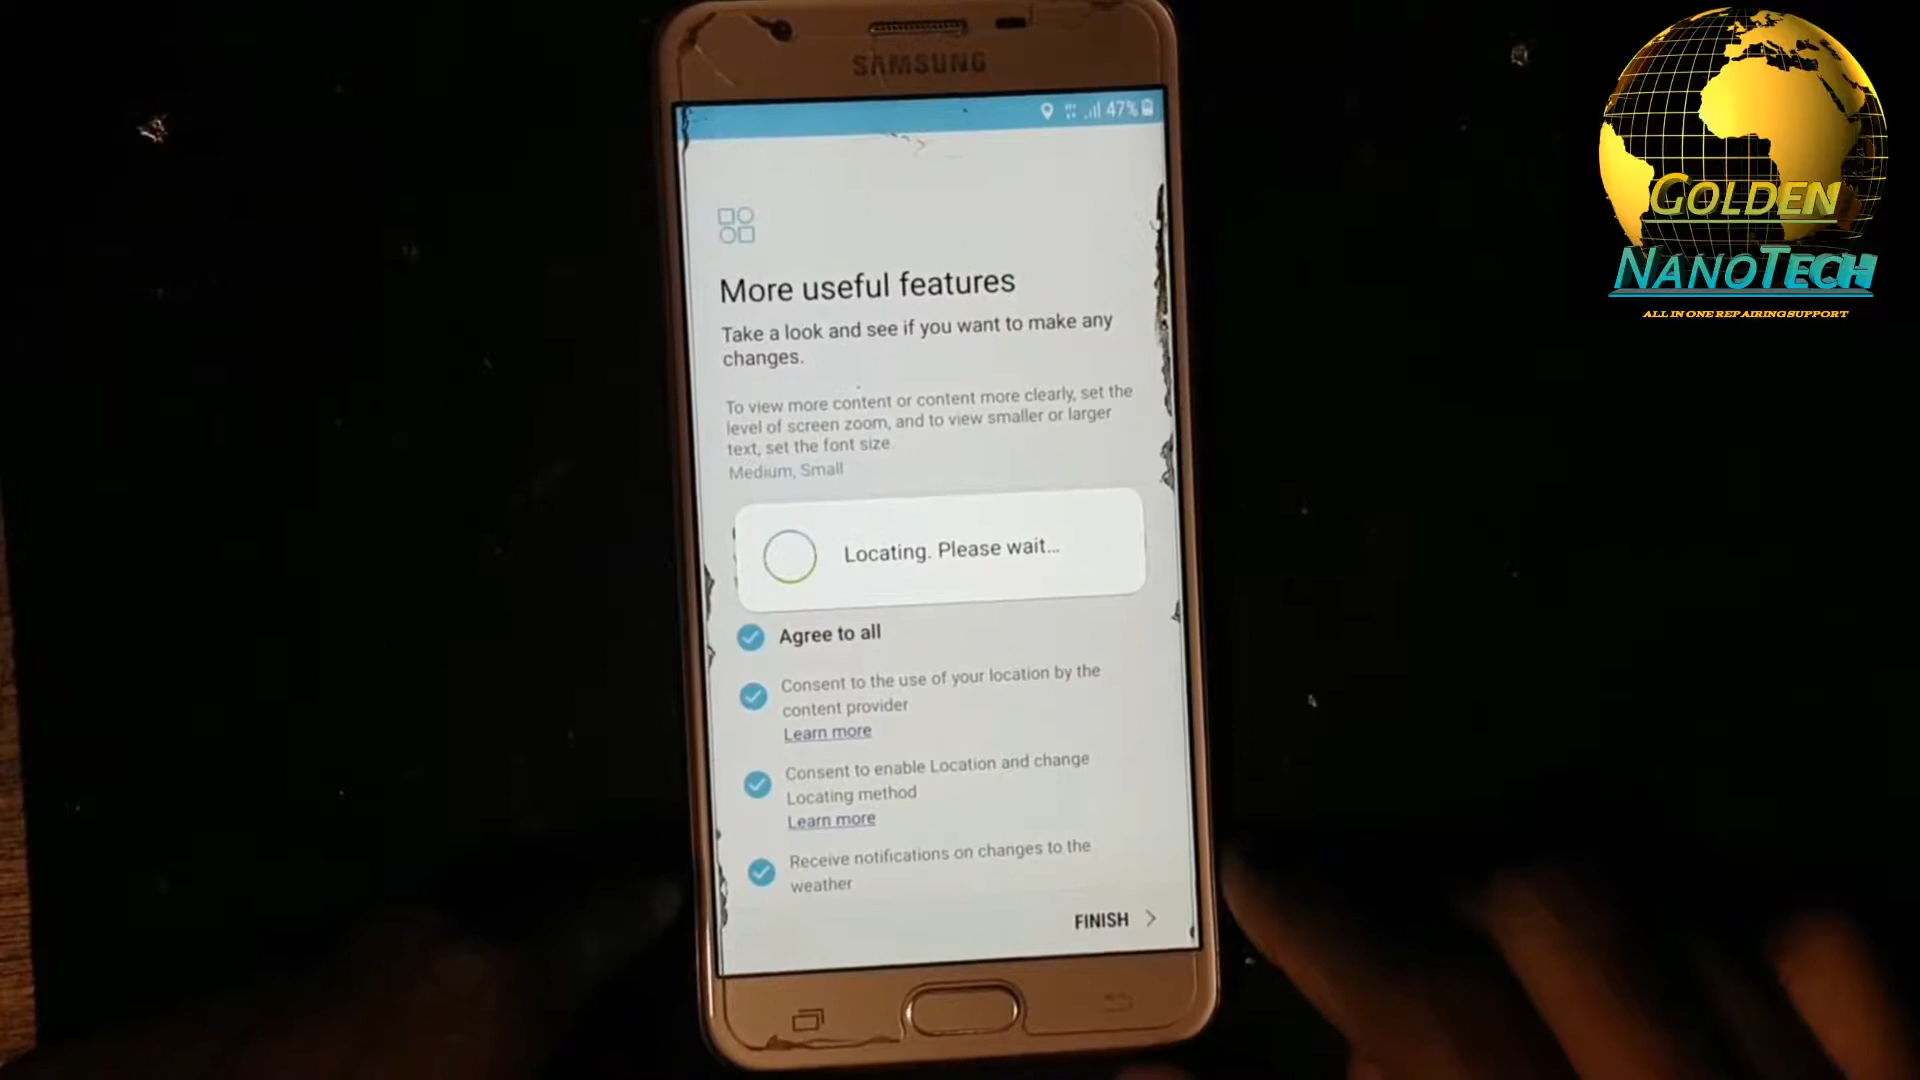 SAMSUNG
47%
More useful features
Take a look and see if you want to make any
changes.
To view more content or content more clearly, set the
level of screen zoom, and to view smaller or larger
text, set the font size.
Medium, Small
Locating. Please wait...
Agree to all
Consent to the use of your location by the
content provider
Learn more
Consent to enable Location and change
Locating method
Learn more
Receive notifications on changes to the
weather
FINISH
GOLDEN
NANOTECH
ALL IN ONE REPAIRING SUPPORT